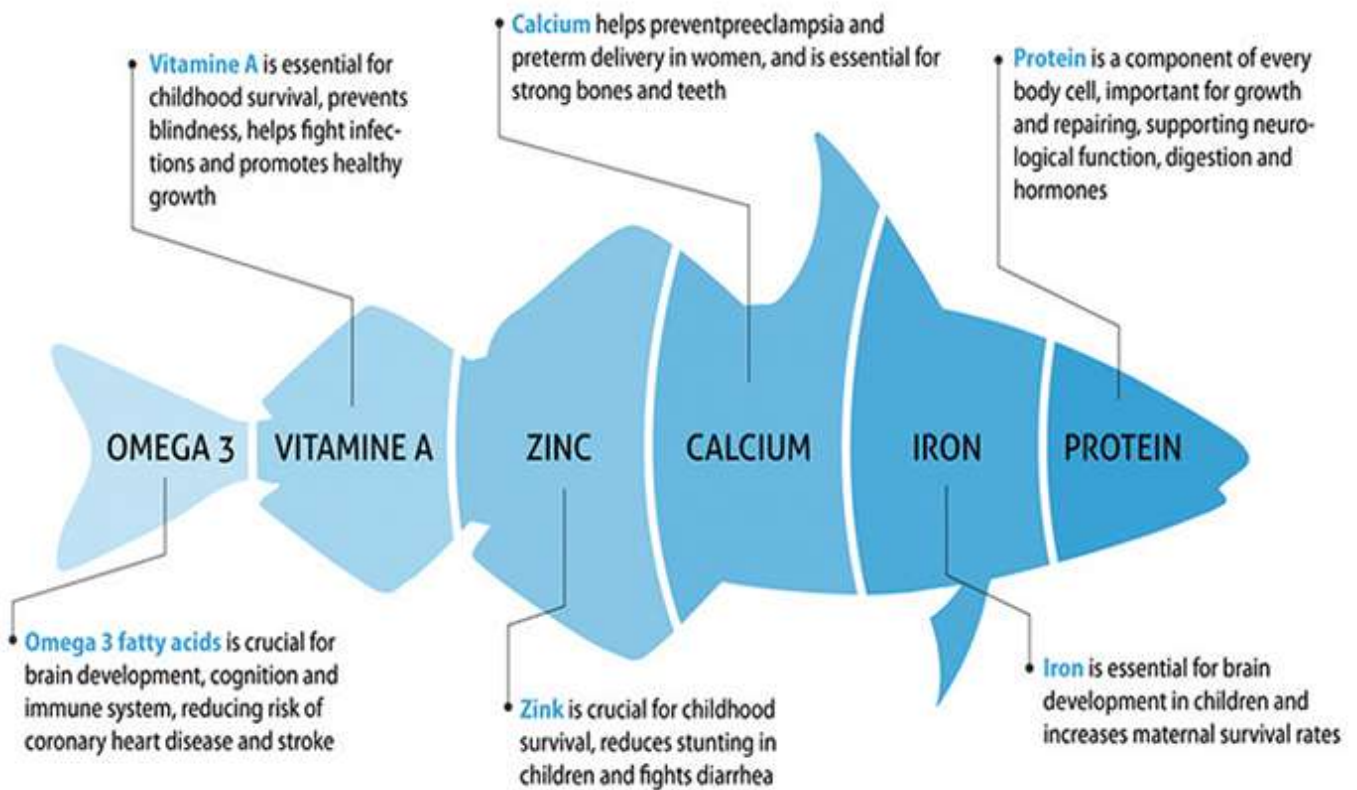 Calcium helps preventpreeclampsia and
preterm delivery in women, and is essential for
strong bones and teeth
Vitamine A is essential for
childhood survival, prevents
blindness, helps fight infec-
tions and promotes healthy
growth
Protein is a component of every
body cell, important for growth
and repairing, supporting neuro-
logical function, digestion and
hormones
OMEGA 3
VITAMINE A
ZINC
CALCIUM
IRON
PROTEIN
Omega 3 fatty acids is crucial for
brain development, cognition and
immune system, reducing risk of
coronary heart disease and stroke
Zink is crucial for childhood
survival, reduces stunting in
children and fights diarrhea
Iron is essential for brain
development in children and
increases maternal survival rates